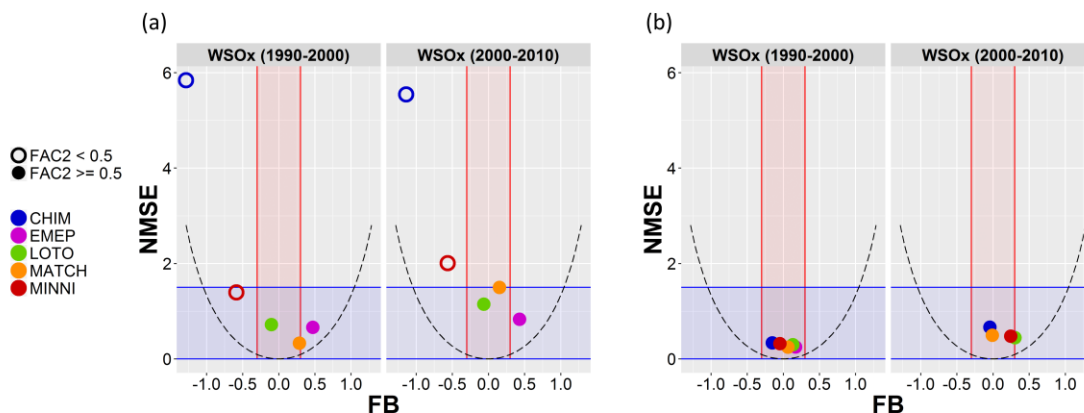 (a)
(b)
WSOx (1990-2000)
WSOx (2000-2010)
WSOx (1990-2000)
WSOx (2000-2010)
FAC2 < 0.5
FAC2 >= 0.5
CHIM
EMEP
LOTO
MATCH
MINNI
NMSE
6
4
2
0
-1.0 -0.5 0.0 0.5 1.0
-1.0 -0.5 0.0 0.5 1.0
FB
NMSE
6
4
2
0
-1.0 -0.5 0.0 0.5 1.0
-1.0 -0.5 0.0 0.5 1.0
FB